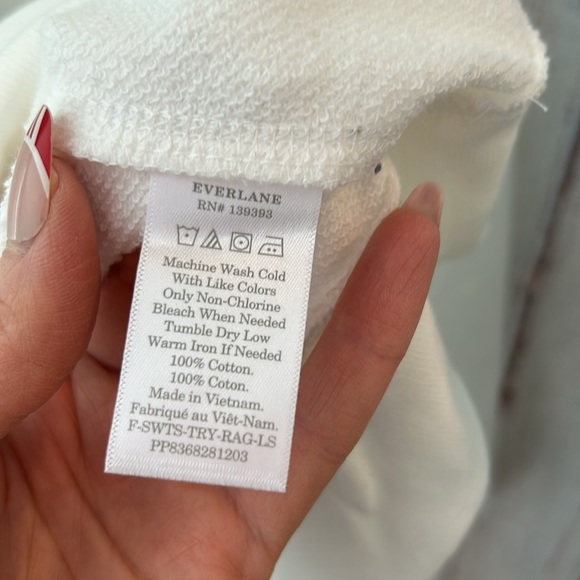 EVERLANE
RN# 139393
Machine Wash Cold
With Like Colors
Only Non-Chlorine
Bleach When Needed
Tumble Dry Low
Warm Iron If Needed
100% Cotton.
100% Coton.
Made in Vietnam.
Fabriqué au Viêt-Nam.
F-SWTS-TRY-RAG-LS
PP8368281203